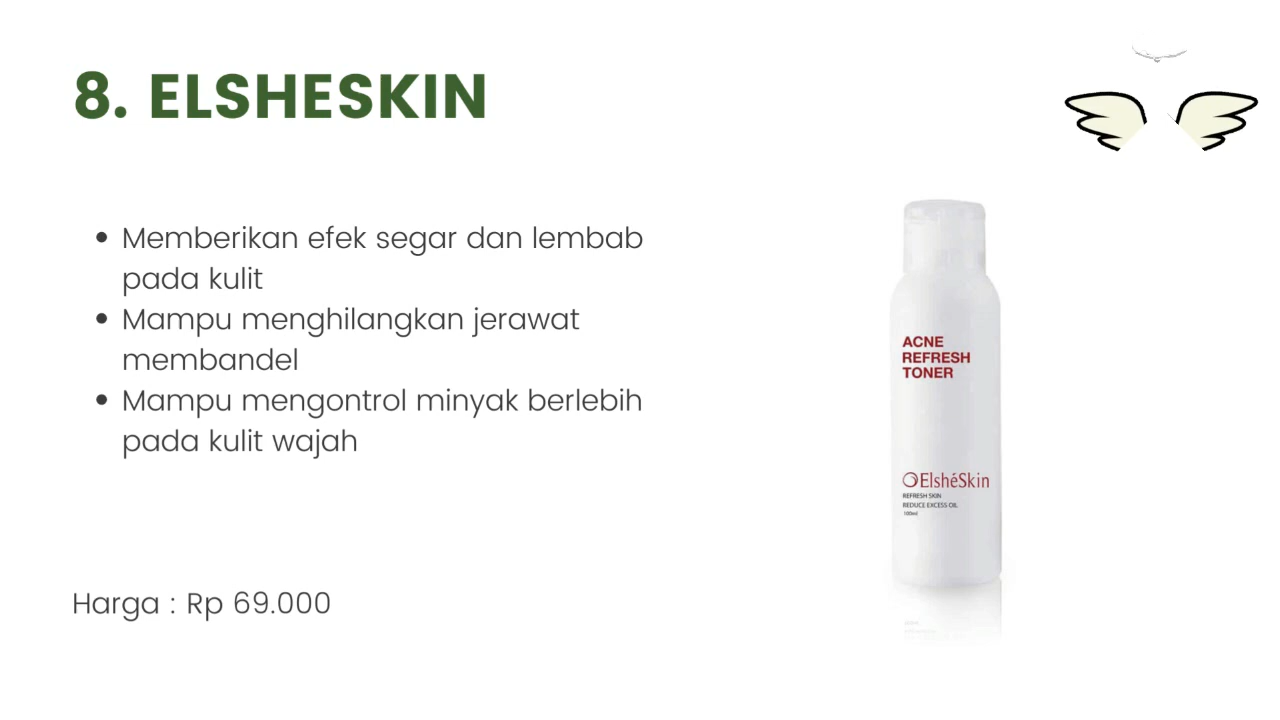 8. ELSHESKIN
• Memberikan efek segar dan lembab
pada kulit
• Mampu menghilangkan jerawat
membandel
• Mampu mengontrol minyak berlebih
pada kulit wajah
Harga : Rp 69.000
ACNE
REFRESH
TONER
ElshéSkin
REFRESH SKIN
REDUCE EXCESS OIL
100ml